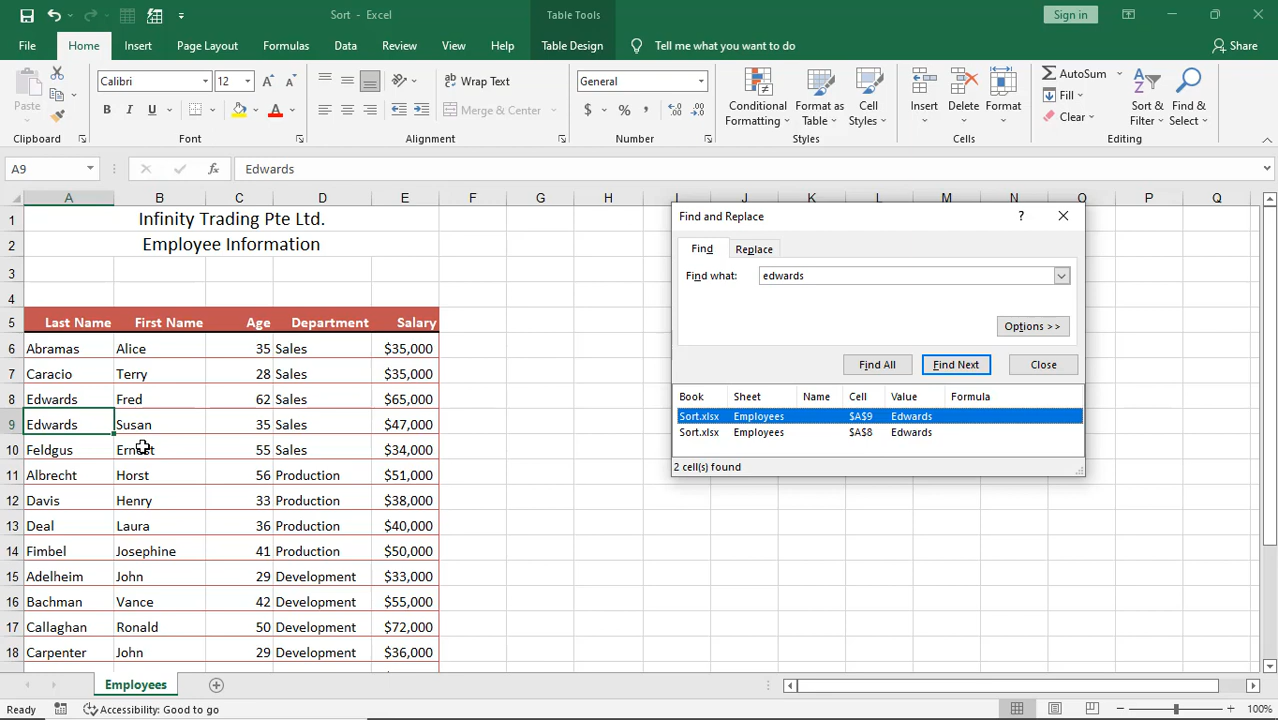 Sort - Excel
Table Tools
Sign in
File
Home
Insert
Page Layout
Formulas
Data
Review
View
Help
Table Design
Tell me what you want to do
Share
Paste
Clipboard
Calibri
12
A
A
B
I
U
A
Font
Wrap Text
Merge & Center
Alignment
General
$
%
,
Number
Conditional
Formatting
Format as
Table
Cell
Styles
Styles
Insert
Delete
Format
Cells
AutoSum
Fill
Clear
Sort &
Filter
Find &
Select
Editing
A9
fx
Edwards
A B C D E F G H I J K L M N O P Q
1 Infinity Trading Pte Ltd.
2 Employee Information
3
4
5 Last Name First Name Age Department Salary
6 Abramas Alice 35 Sales $35,000
7 Caracio Terry 28 Sales $35,000
8 Edwards Fred 62 Sales $65,000
9 Edwards Susan 35 Sales $47,000
10 Feldgus Ernest 55 Sales $34,000
11 Albrecht Horst 56 Production $51,000
12 Davis Henry 33 Production $38,000
13 Deal Laura 36 Production $40,000
14 Fimbel Josephine 41 Production $50,000
15 Adelheim John 29 Development $33,000
16 Bachman Vance 42 Development $55,000
17 Callaghan Ronald 50 Development $72,000
18 Carpenter John 29 Development $36,000
Find and Replace
?
Find
Replace
Find what:
edwards
Options >>
Find All
Find Next
Close
Book Sheet Name Cell Value Formula
Sort.xlsx Employees $A$9 Edwards
Sort.xlsx Employees $A$8 Edwards
2 cell(s) found
Employees
Ready
Accessibility: Good to go
100%